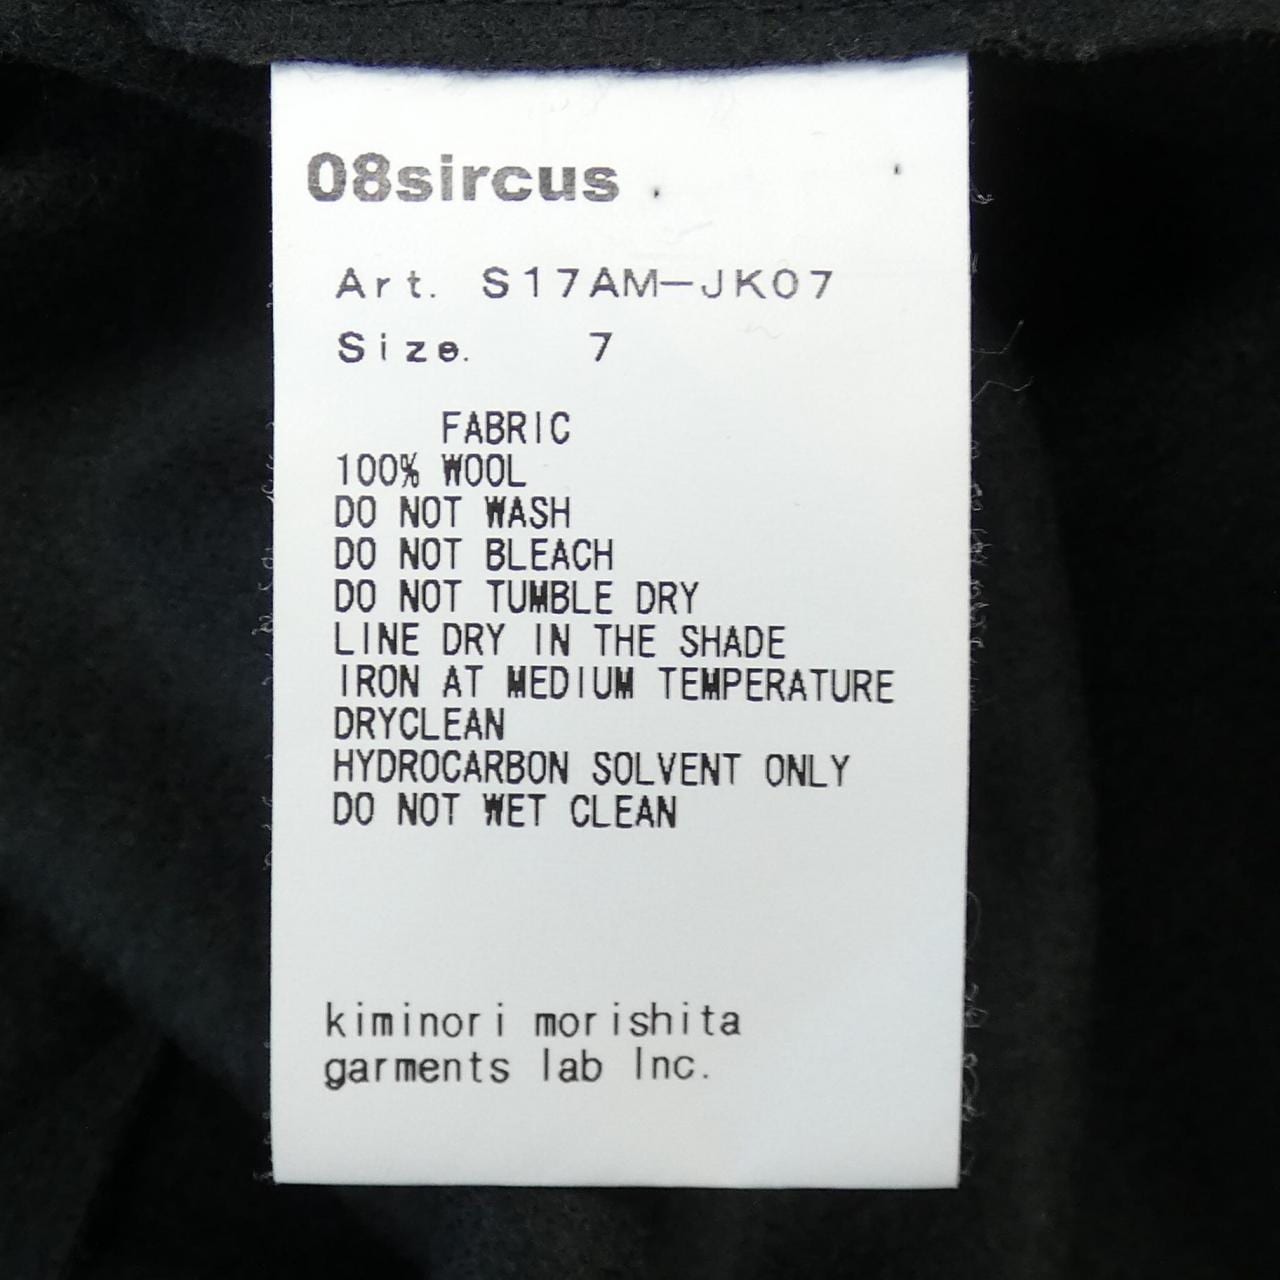 08sircus
Art. S17AM-JK07
Size. 7
FABRIC
100% WOOL
DO NOT WASH
DO NOT BLEACH
DO NOT TUMBLE DRY
LINE DRY IN THE SHADE
IRON AT MEDIUM TEMPERATURE
DRYCLEAN
HYDROCARBON SOLVENT ONLY
DO NOT WET CLEAN
kiminori morishita
garments lab Inc.